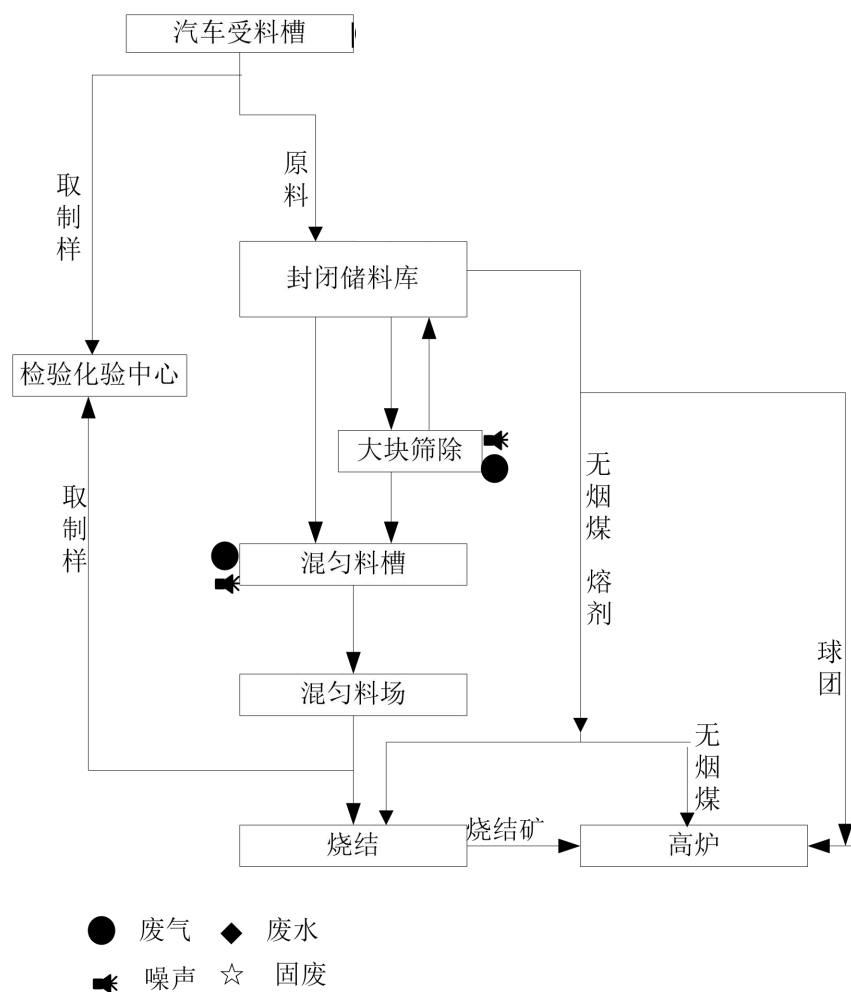 汽车受料槽
原料
取制样
封闭储料库
检验化验中心
大块筛除
无烟煤 熔剂
取制样
混匀料槽
球团
混匀料场
无烟煤
烧结
烧结矿
高炉
废气 废水
噪声 固废